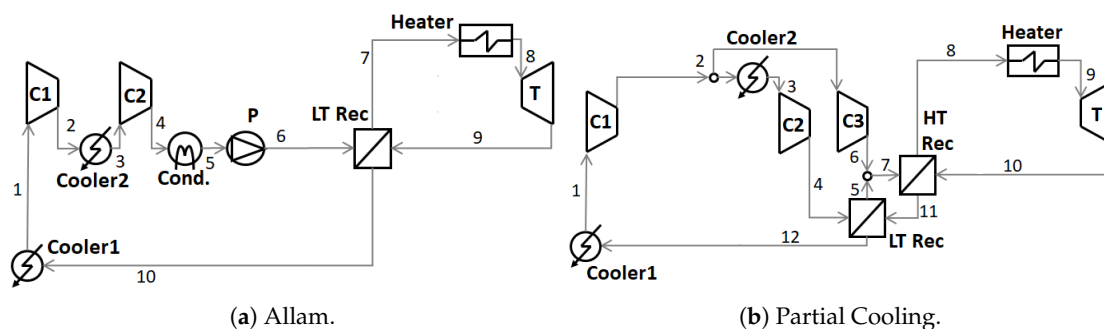 Heater
7
8
C1
C2
P
LT Rec
T
2
4
6
9
3
5
Cooler2
Cond.
1
Cooler1
10
(a) Allam.
Heater
8
Cooler2
2
9
3
C1
C2
C3
HT
Rec
T
6
7
10
1
4
5
11
12
LT Rec
Cooler1
(b) Partial Cooling.